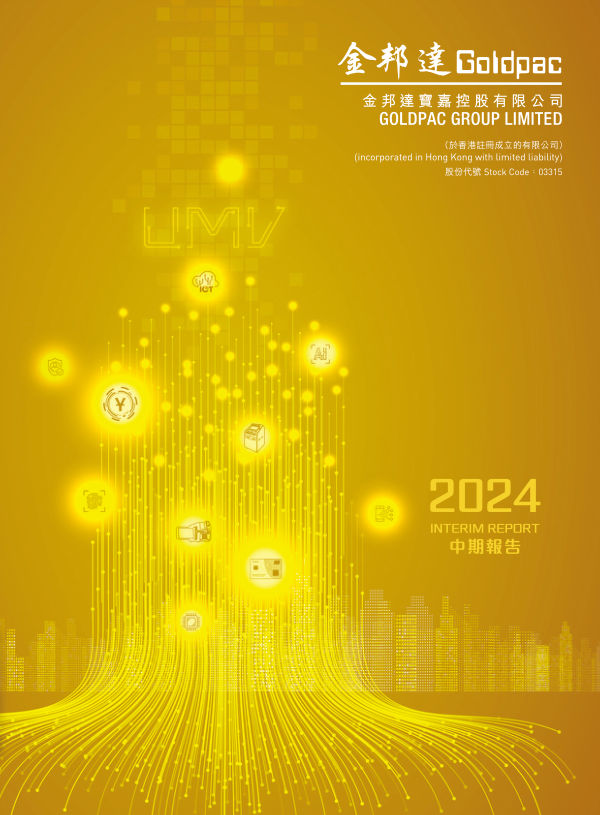 金邦達 Goldpac
金邦達寶嘉控股有限公司
GOLDPAC GROUP LIMITED
(於香港註冊成立的有限公司)
(incorporated in Hong Kong with limited liability)
股份代號 Stock Code：03315
UMV
IOT
AI
¥
2024
INTERIM REPORT
中期報告